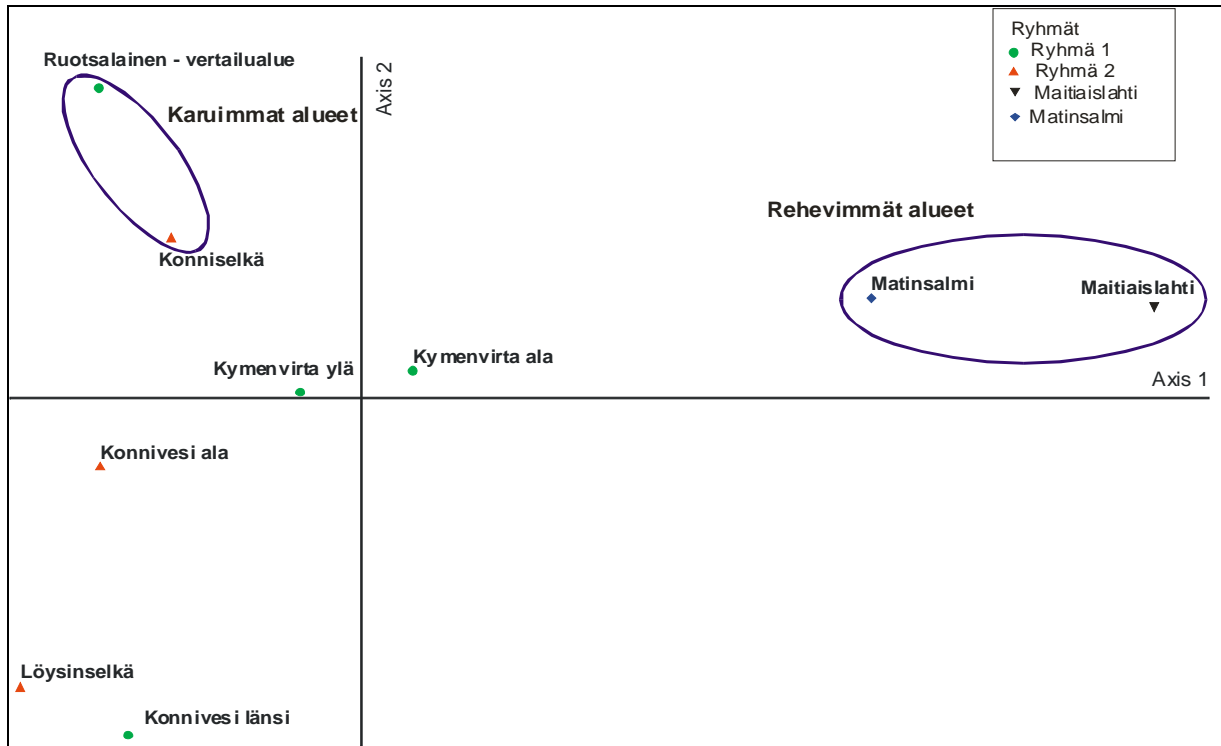 Ryhmät
Ryhmä 1
Ryhmä 2
Maitiaislahti
Matinsalmi
Ruotsalainen - vertailualue
Karuimmat alueet
Axis 2
Konniselkä
Rehevimmät alueet
Matinsalmi
Maitiaislahti
Kymenvirta ylä
Kymenvirta ala
Axis 1
Konnivesi ala
Löysinselkä
Konnivesi länsi